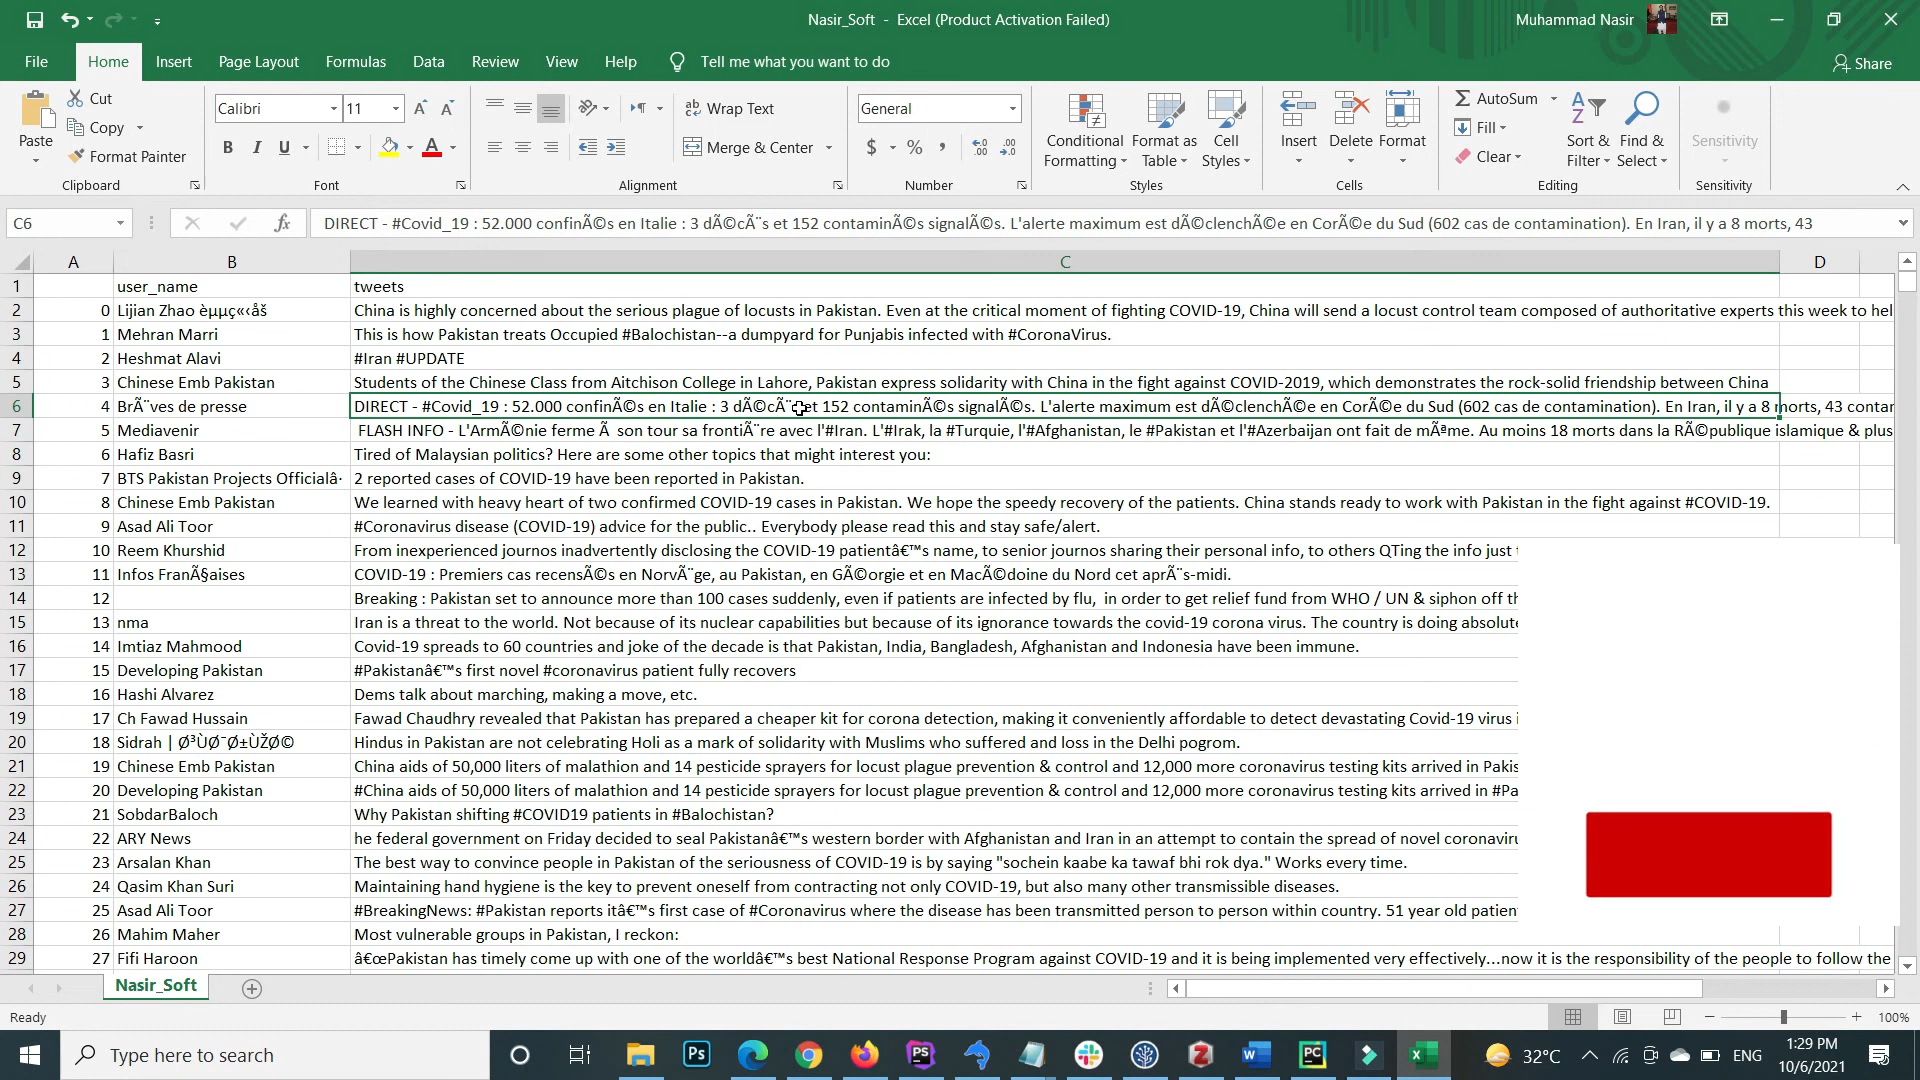 Nasir_Soft - Excel (Product Activation Failed)
Muhammad Nasir
File Home Insert Page Layout Formulas Data Review View Help Tell me what you want to do
Share
Cut
Copy
Format Painter
Paste
Calibri 11
B I U
Wrap Text
Merge & Center
General
$ % ,
Conditional Formatting
Format as Table
Cell Styles
Insert Delete Format
AutoSum
Fill
Clear
Sort & Filter
Find & Select
Sensitivity
Clipboard Font Alignment Number Styles Cells Editing Sensitivity
C6 fx DIRECT - #Covid_19 : 52.000 confinÃ©s en Italie : 3 dÃ©cÃ¨s et 152 contaminÃ©s signalÃ©s. L'alerte maximum est dÃ©clenchÃ©e en CorÃ©e du Sud (602 cas de contamination). En Iran, il y a 8 morts, 43
A B C D
1 user_name tweets
2 0 Lijian Zhao èµµç«‹åš China is highly concerned about the serious plague of locusts in Pakistan. Even at the critical moment of fighting COVID-19, China will send a locust control team composed of authoritative experts this week to hel
3 1 Mehran Marri This is how Pakistan treats Occupied #Balochistan--a dumpyard for Punjabis infected with #CoronaVirus.
4 2 Heshmat Alavi #Iran #UPDATE
5 3 Chinese Emb Pakistan Students of the Chinese Class from Aitchison College in Lahore, Pakistan express solidarity with China in the fight against COVID-2019, which demonstrates the rock-solid friendship between China
6 4 BrÃ¨ves de presse DIRECT - #Covid_19 : 52.000 confinÃ©s en Italie : 3 dÃ©cÃ¨s et 152 contaminÃ©s signalÃ©s. L'alerte maximum est dÃ©clenchÃ©e en CorÃ©e du Sud (602 cas de contamination). En Iran, il y a 8 morts, 43 contar
7 5 Mediavenir FLASH INFO - L'ArmÃ©nie ferme Ã son tour sa frontiÃ¨re avec l'#Iran. L'#Irak, la #Turquie, l'#Afghanistan, le #Pakistan et l'#Azerbaijan ont fait de mÃªme. Au moins 18 morts dans la RÃ©publique islamique & plus
8 6 Hafiz Basri Tired of Malaysian politics? Here are some other topics that might interest you:
9 7 BTS Pakistan Projects Officialâ· 2 reported cases of COVID-19 have been reported in Pakistan.
10 8 Chinese Emb Pakistan We learned with heavy heart of two confirmed COVID-19 cases in Pakistan. We hope the speedy recovery of the patients. China stands ready to work with Pakistan in the fight against #COVID-19.
11 9 Asad Ali Toor #Coronavirus disease (COVID-19) advice for the public.. Everybody please read this and stay safe/alert.
12 10 Reem Khurshid From inexperienced journos inadvertently disclosing the COVID-19 patientâ€™s name, to senior journos sharing their personal info, to others QTing the info just
13 11 Infos FranÃ§aises COVID-19 : Premiers cas recensÃ©s en NorvÃ¨ge, au Pakistan, en GÃ©orgie et en MacÃ©doine du Nord cet aprÃ¨s-midi.
14 12 Breaking : Pakistan set to announce more than 100 cases suddenly, even if patients are infected by flu, in order to get relief fund from WHO / UN & siphon off th
15 13 nma Iran is a threat to the world. Not because of its nuclear capabilities but because of its ignorance towards the covid-19 corona virus. The country is doing absolute
16 14 Imtiaz Mahmood Covid-19 spreads to 60 countries and joke of the decade is that Pakistan, India, Bangladesh, Afghanistan and Indonesia have been immune.
17 15 Developing Pakistan #Pakistanâ€™s first novel #coronavirus patient fully recovers
18 16 Hashi Alvarez Dems talk about marching, making a move, etc.
19 17 Ch Fawad Hussain Fawad Chaudhry revealed that Pakistan has prepared a cheaper kit for corona detection, making it conveniently affordable to detect devastating Covid-19 virus i
20 18 Sidrah | Ø³ÙØ¯Ø±ÙŽØ© Hindus in Pakistan are not celebrating Holi as a mark of solidarity with Muslims who suffered and loss in the Delhi pogrom.
21 19 Chinese Emb Pakistan China aids of 50,000 liters of malathion and 14 pesticide sprayers for locust plague prevention & control and 12,000 more coronavirus testing kits arrived in Pakis
22 20 Developing Pakistan #China aids of 50,000 liters of malathion and 14 pesticide sprayers for locust plague prevention & control and 12,000 more coronavirus testing kits arrived in #Pa
23 21 SobdarBaloch Why Pakistan shifting #COVID19 patients in #Balochistan?
24 22 ARY News he federal government on Friday decided to seal Pakistanâ€™s western border with Afghanistan and Iran in an attempt to contain the spread of novel coronaviru
25 23 Arsalan Khan The best way to convince people in Pakistan of the seriousness of COVID-19 is by saying "sochein kaabe ka tawaf bhi rok dya." Works every time.
26 24 Qasim Khan Suri Maintaining hand hygiene is the key to prevent oneself from contracting not only COVID-19, but also many other transmissible diseases.
27 25 Asad Ali Toor #BreakingNews: #Pakistan reports itâ€™s first case of #Coronavirus where the disease has been transmitted person to person within country. 51 year old patien
28 26 Mahim Maher Most vulnerable groups in Pakistan, I reckon:
29 27 Fifi Haroon â€œPakistan has timely come up with one of the worldâ€™s best National Response Program against COVID-19 and it is being implemented very effectively...now it is the responsibility of the people to follow the
Nasir_Soft
Ready
100%
Type here to search
32°C
ENG
1:29 PM
10/6/2021